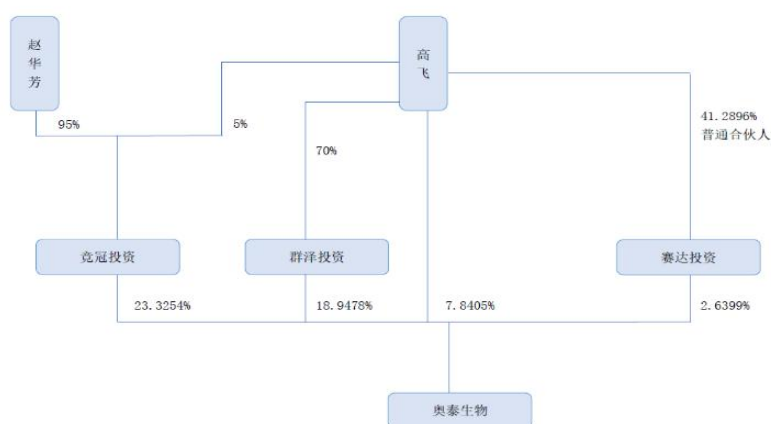 赵
华
芳
高
飞
95%
5%
70%
41.2896%
普通合伙人
竞冠投资
群泽投资
赛达投资
23.3254%
18.9478%
7.8405%
2.6399%
奥泰生物